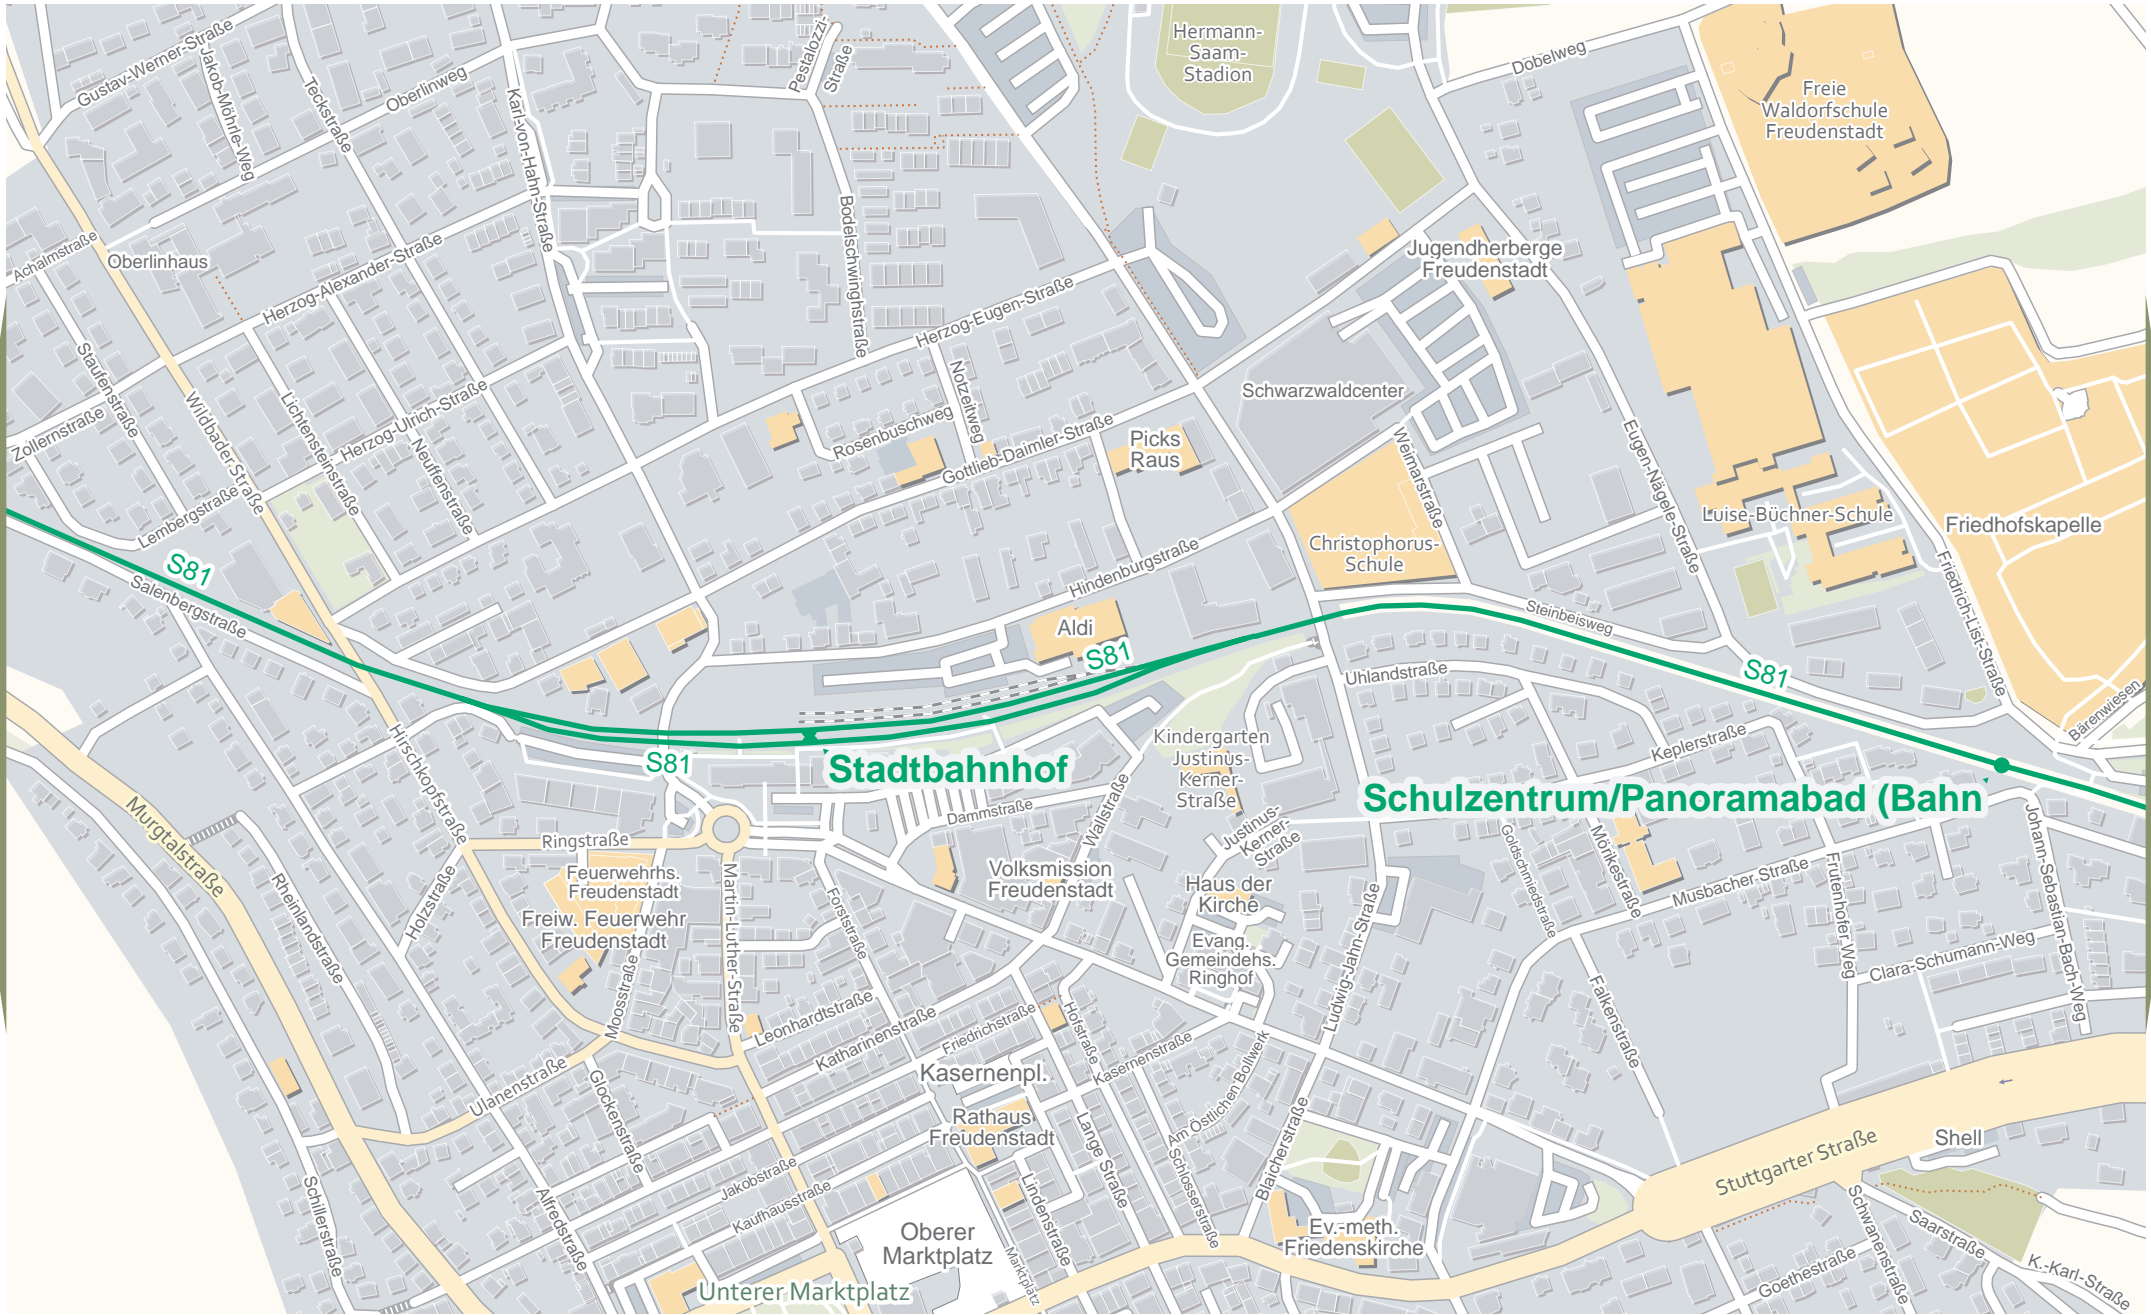 Gustav-Werner-Straße
Jakob-Möhrle-Weg
Teckstraße
Oberlinweg
Karl-von-Hahn-Straße
Pestalozzi-
Straße
Hermann-
Saam-
Stadion
Döbelweg
Freie
Waldorfschule
Freudenstadt
Achalmstraße
Oberlinhaus
Herzog-Alexander-Straße
Bodelschwinghstraße
Herzog-Eugen-Straße
Jugendherberge
Freudenstadt
Staufenstraße
Zollernstraße
Wildbader Straße
Lichtensteinstraße
Herzog-Ulrich-Straße
Neuffenstraße
Lembergstraße
Rosenbuschweg
Notzeitweg
Gottlieb-Daimler-Straße
Picks
Raus
Schwarzwaldcenter
Weimarstraße
Eugen-Nägele-Straße
Luise-Büchner-Schule
Friedhofskapelle
Christophorus-
Schule
Hindenburgstraße
Friedrich-List-Straße
S81
Salenbergstraße
Aldi
S81
Steinbeisweg
S81
Uhlandstraße
Bärenwiesen
Keplerstraße
Hirschkopfstraße
S81
Stadtbahnhof
Kindergarten
Justinus-
Kerner-
Straße
Schulzentrum/Panoramabad (Bahn
Murgtalstraße
Ringstraße
Dammstraße
Wallstraße
Justinus-
Kerner-
Straße
Goldschmiedstraße
Mörikestraße
Musbacher Straße
Frutenhofer Weg
Johann-Sebastian-Bach-Weg
Rheinlandstraße
Holzstraße
Feuerwehrhs.
Freudenstadt
Freiw. Feuerwehr
Freudenstadt
Martin-Luther-Straße
Forststraße
Volksmission
Freudenstadt
Haus der
Kirche
Evang.
Gemeindehs.
Ringhof
Ludwig-Jahn-Straße
Clara-Schumann-Weg
Falkenstraße
Moosstraße
Leonhardtstraße
Katharinenstraße
Friedrichstraße
Hofstraße
Kasernenstraße
Kasernenpl.
Am Östlichen Bollwerk
Ulanenstraße
Glockenstraße
Rathaus
Freudenstadt
Lange Straße
Schlosserstraße
Blaicherstraße
Stuttgarter Straße
Shell
Schillerstraße
Alfredstraße
Jakobstraße
Kaufhausstraße
Lindenstraße
Marktplatz
Oberer
Marktplatz
Unterer Marktplatz
Ev.-meth.
Friedenskirche
Schwanenstraße
Saarstraße
Goethestraße
K.-Karl-Straße